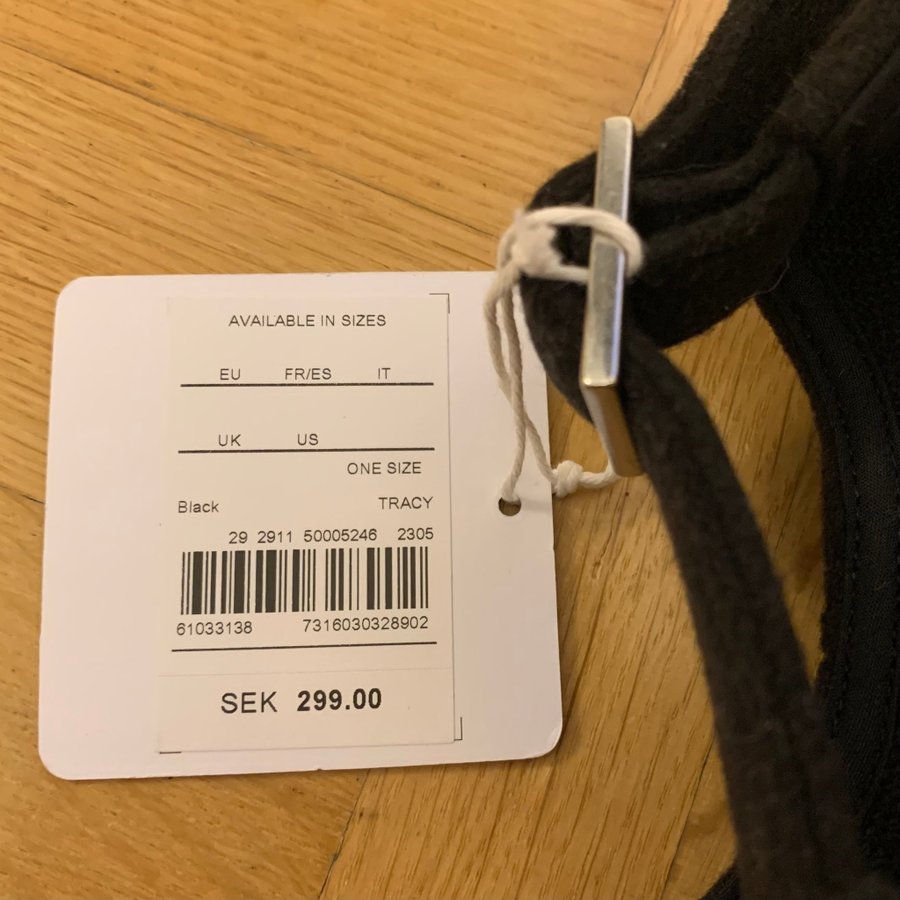 AVAILABLE IN SIZES
EU FR/ES IT
UK US
ONE SIZE
Black TRACY
29 2911 50005246 2305
61033138 7316030328902
SEK 299.00